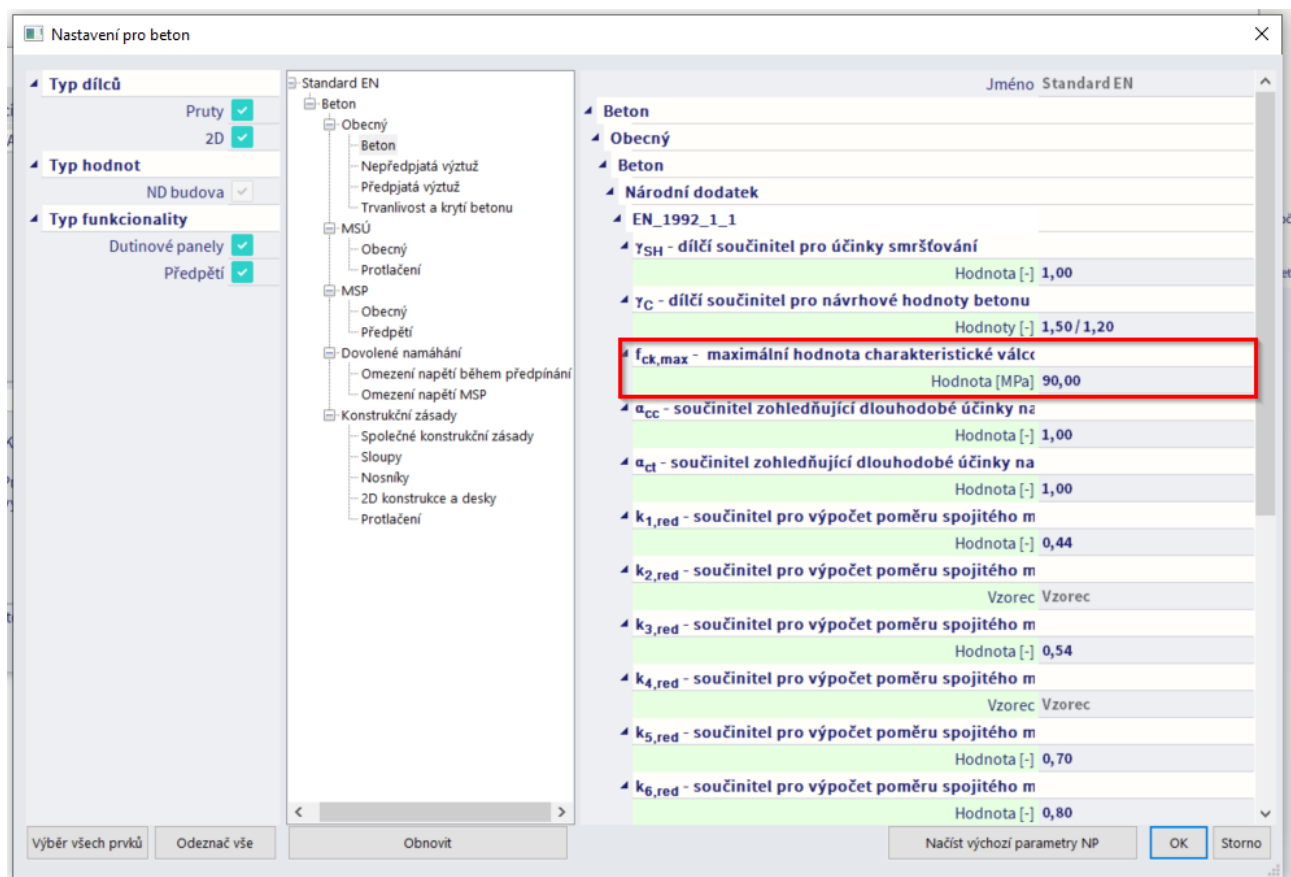 Nastavení pro beton
Typ dílců
Pruty
2D
Typ hodnot
ND budova
Typ funkcionality
Dutinové panely
Předpětí
Výběr všech prvků
Odeznač vše
Standard EN
Beton
Obecný
Beton
Nepředpjatá výztuž
Předpjatá výztuž
Trvanlivost a krytí betonu
MSÚ
Obecný
Protlačení
MSP
Obecný
Předpětí
Dovolené namáhání
Omezení napětí během předpínání
Omezení napětí MSP
Konstrukční zásady
Společné konstrukční zásady
Sloupy
Nosníky
2D konstrukce a desky
Protlačení
Obnovit
Jméno Standard EN
Beton
Obecný
Beton
Národní dodatek
EN_1992_1_1
γSH - dílčí součinitel pro účinky smršťování
Hodnota [-] 1,00
γC - dílčí součinitel pro návrhové hodnoty betonu
Hodnoty [-] 1,50 / 1,20
fck,max - maximální hodnota charakteristické válco
Hodnota [MPa] 90,00
αcc - součinitel zohledňující dlouhodobé účinky na
Hodnota [-] 1,00
αct - součinitel zohledňující dlouhodobé účinky na
Hodnota [-] 1,00
k1,red - součinitel pro výpočet poměru spojitého m
Hodnota [-] 0,44
k2,red - součinitel pro výpočet poměru spojitého m
Vzorec Vzorec
k3,red - součinitel pro výpočet poměru spojitého m
Hodnota [-] 0,54
k4,red - součinitel pro výpočet poměru spojitého m
Vzorec Vzorec
k5,red - součinitel pro výpočet poměru spojitého m
Hodnota [-] 0,70
k6,red - součinitel pro výpočet poměru spojitého m
Hodnota [-] 0,80
Načíst výchozí parametry NP
OK
Storno